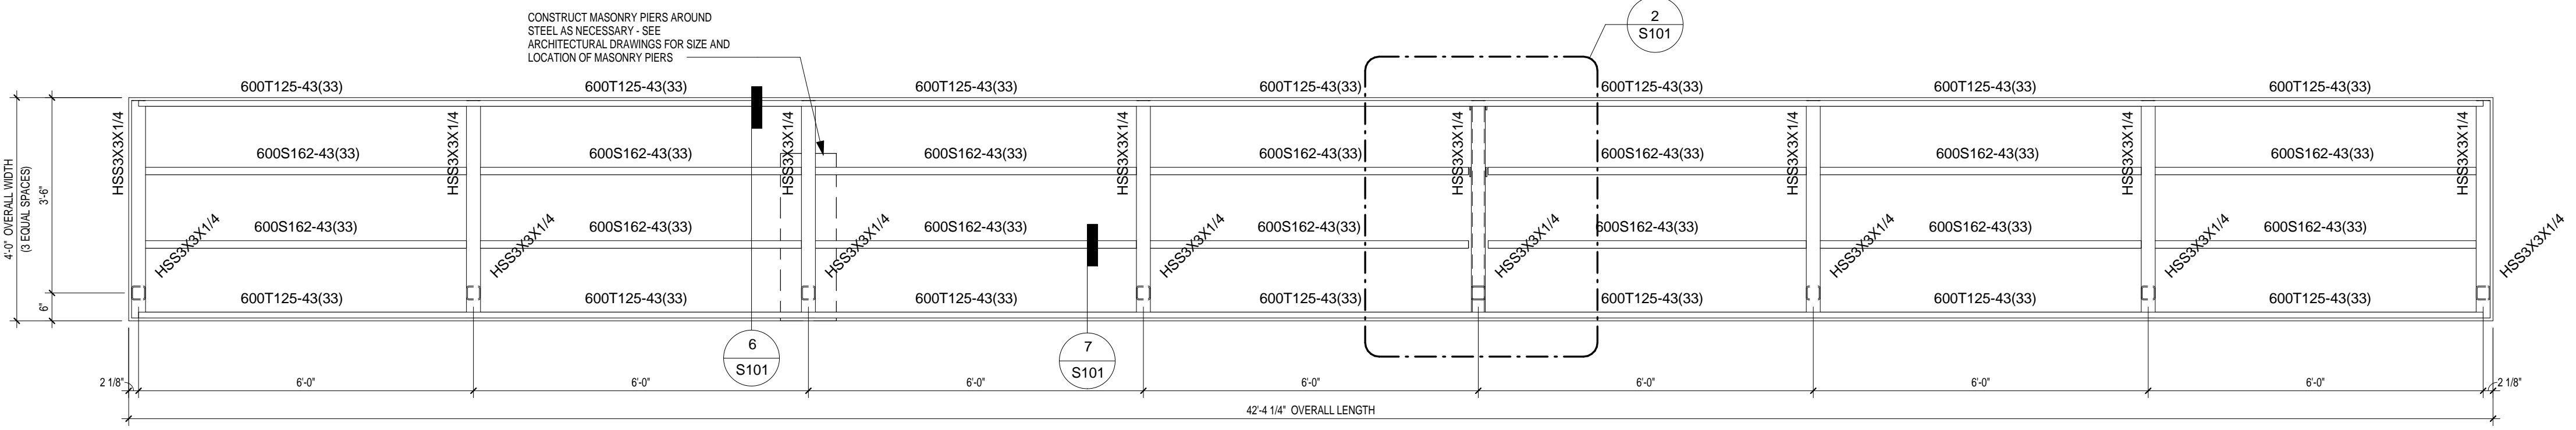 CONSTRUCT MASONRY PIERS AROUND
STEEL AS NECESSARY - SEE
ARCHITECTURAL DRAWINGS FOR SIZE AND
LOCATION OF MASONRY PIERS
2
S101
600T125-43(33)
600T125-43(33)
600T125-43(33)
600T125-43(33)
600T125-43(33)
600T125-43(33)
600T125-43(33)
4'-0" OVERALL WIDTH
(3 EQUAL SPACES)
3'-6"
6"
HSS3X3X1/4
HSS3X3X1/4
HSS3X3X1/4
HSS3X3X1/4
HSS3X3X1/4
HSS3X3X1/4
HSS3X3X1/4
HSS3X3X1/4
600S162-43(33)
600S162-43(33)
600S162-43(33)
600S162-43(33)
600S162-43(33)
600S162-43(33)
600S162-43(33)
600S162-43(33)
600S162-43(33)
600S162-43(33)
600S162-43(33)
600S162-43(33)
600S162-43(33)
600S162-43(33)
HSS3X3X1/4
HSS3X3X1/4
HSS3X3X1/4
HSS3X3X1/4
HSS3X3X1/4
HSS3X3X1/4
HSS3X3X1/4
HSS3X3X1/4
600T125-43(33)
600T125-43(33)
600T125-43(33)
600T125-43(33)
600T125-43(33)
600T125-43(33)
600T125-43(33)
6
S101
7
S101
2 1/8"
6'-0"
6'-0"
6'-0"
6'-0"
6'-0"
6'-0"
6'-0"
2 1/8"
42'-4 1/4" OVERALL LENGTH